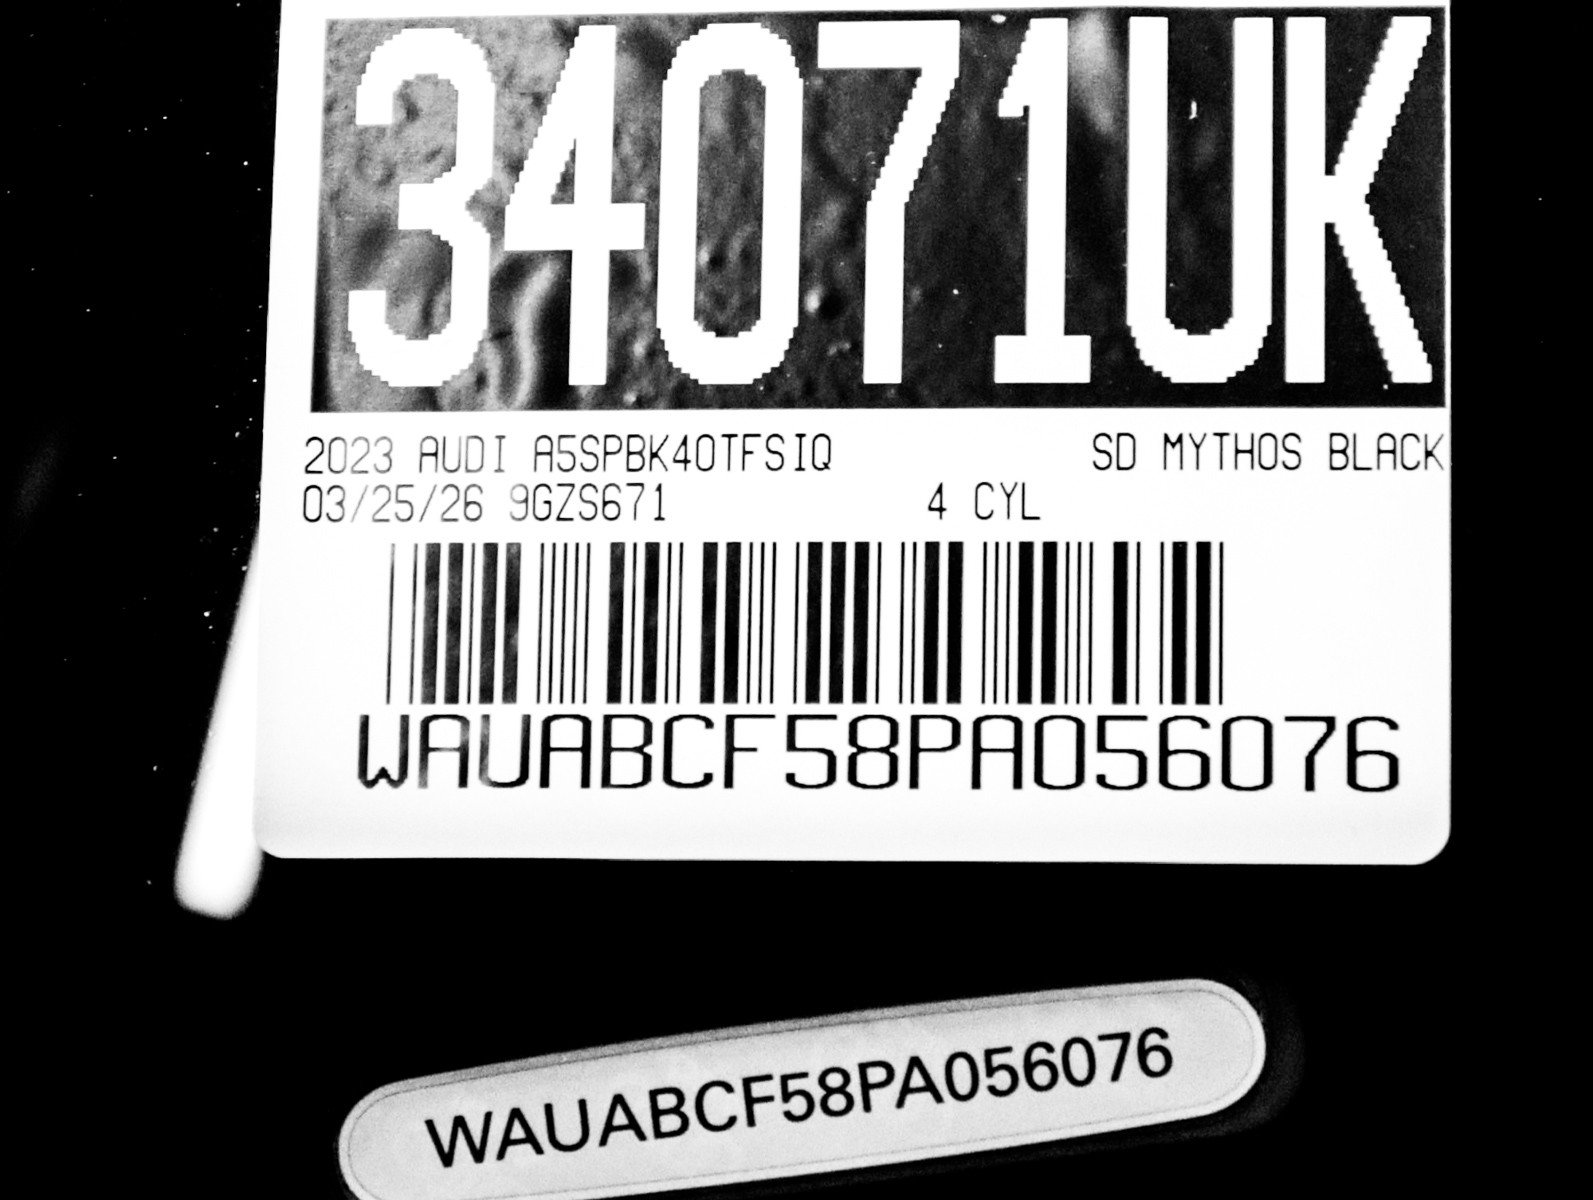 34071UK
2023 AUDI A5SPBK40TFSIQ SD MYTHOS BLACK
03/25/26 9GZS671 4 CYL
WAUABCF58PA056076
WAUABCF58PA056076